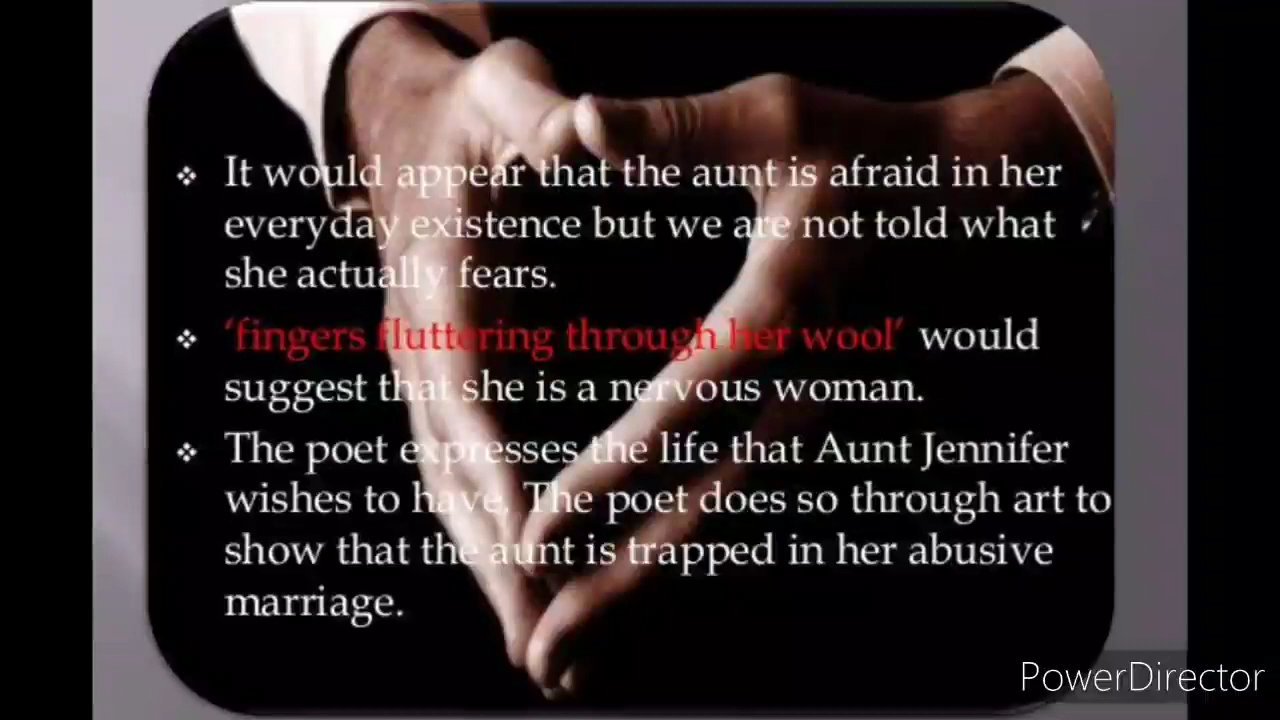 ❖ It would appear that the aunt is afraid in her
everyday existence but we are not told what
she actually fears.
❖ ‘fingers fluttering through her wool’ would
suggest that she is a nervous woman.
❖ The poet expresses the life that Aunt Jennifer
wishes to have. The poet does so through art to
show that the aunt is trapped in her abusive
marriage.
PowerDirector